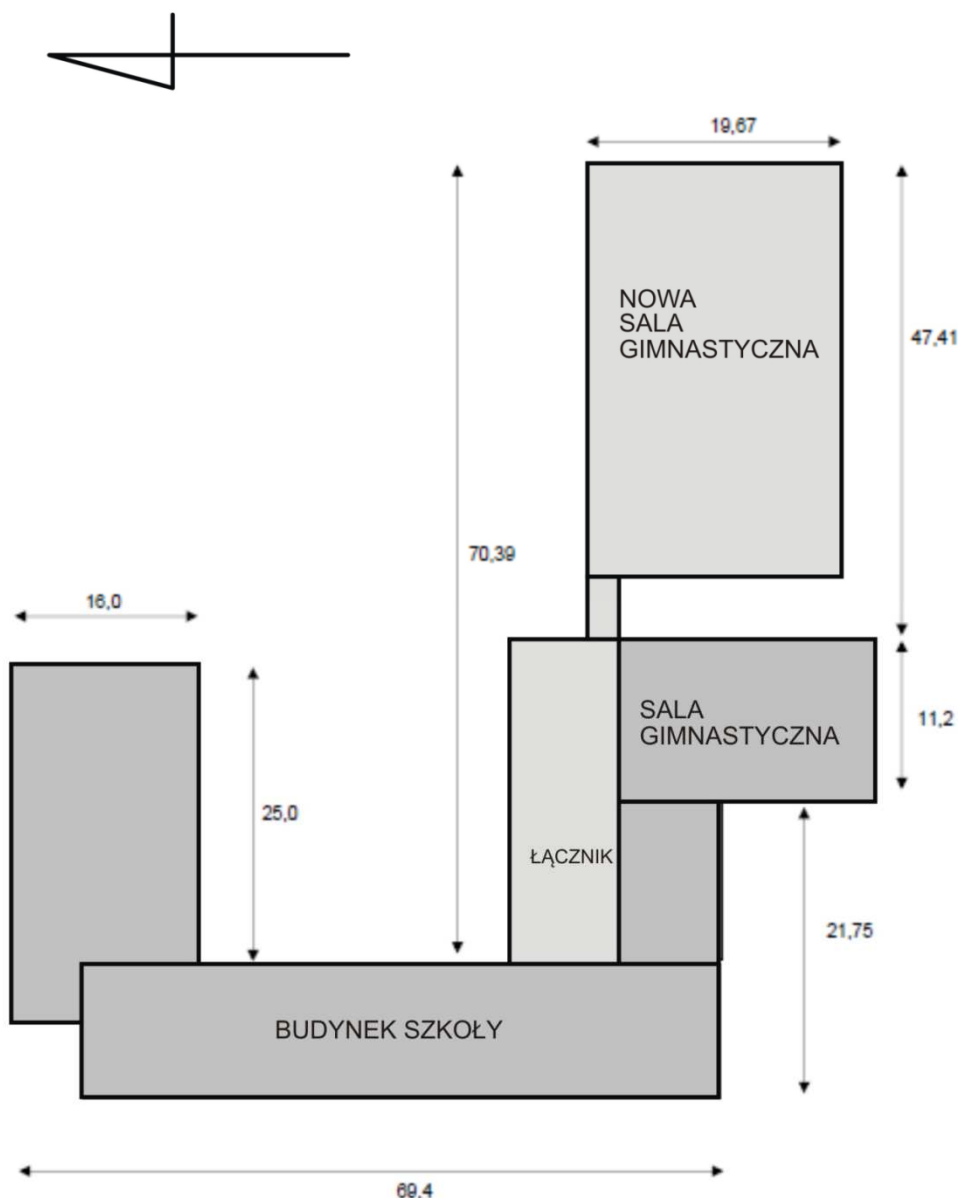 19,67
NOWA
SALA
GIMNASTYCZNA
47,41
70,39
16,0
SALA
GIMNASTYCZNA
11,2
25,0
ŁĄCZNIK
21,75
BUDYNEK SZKOŁY
69,4